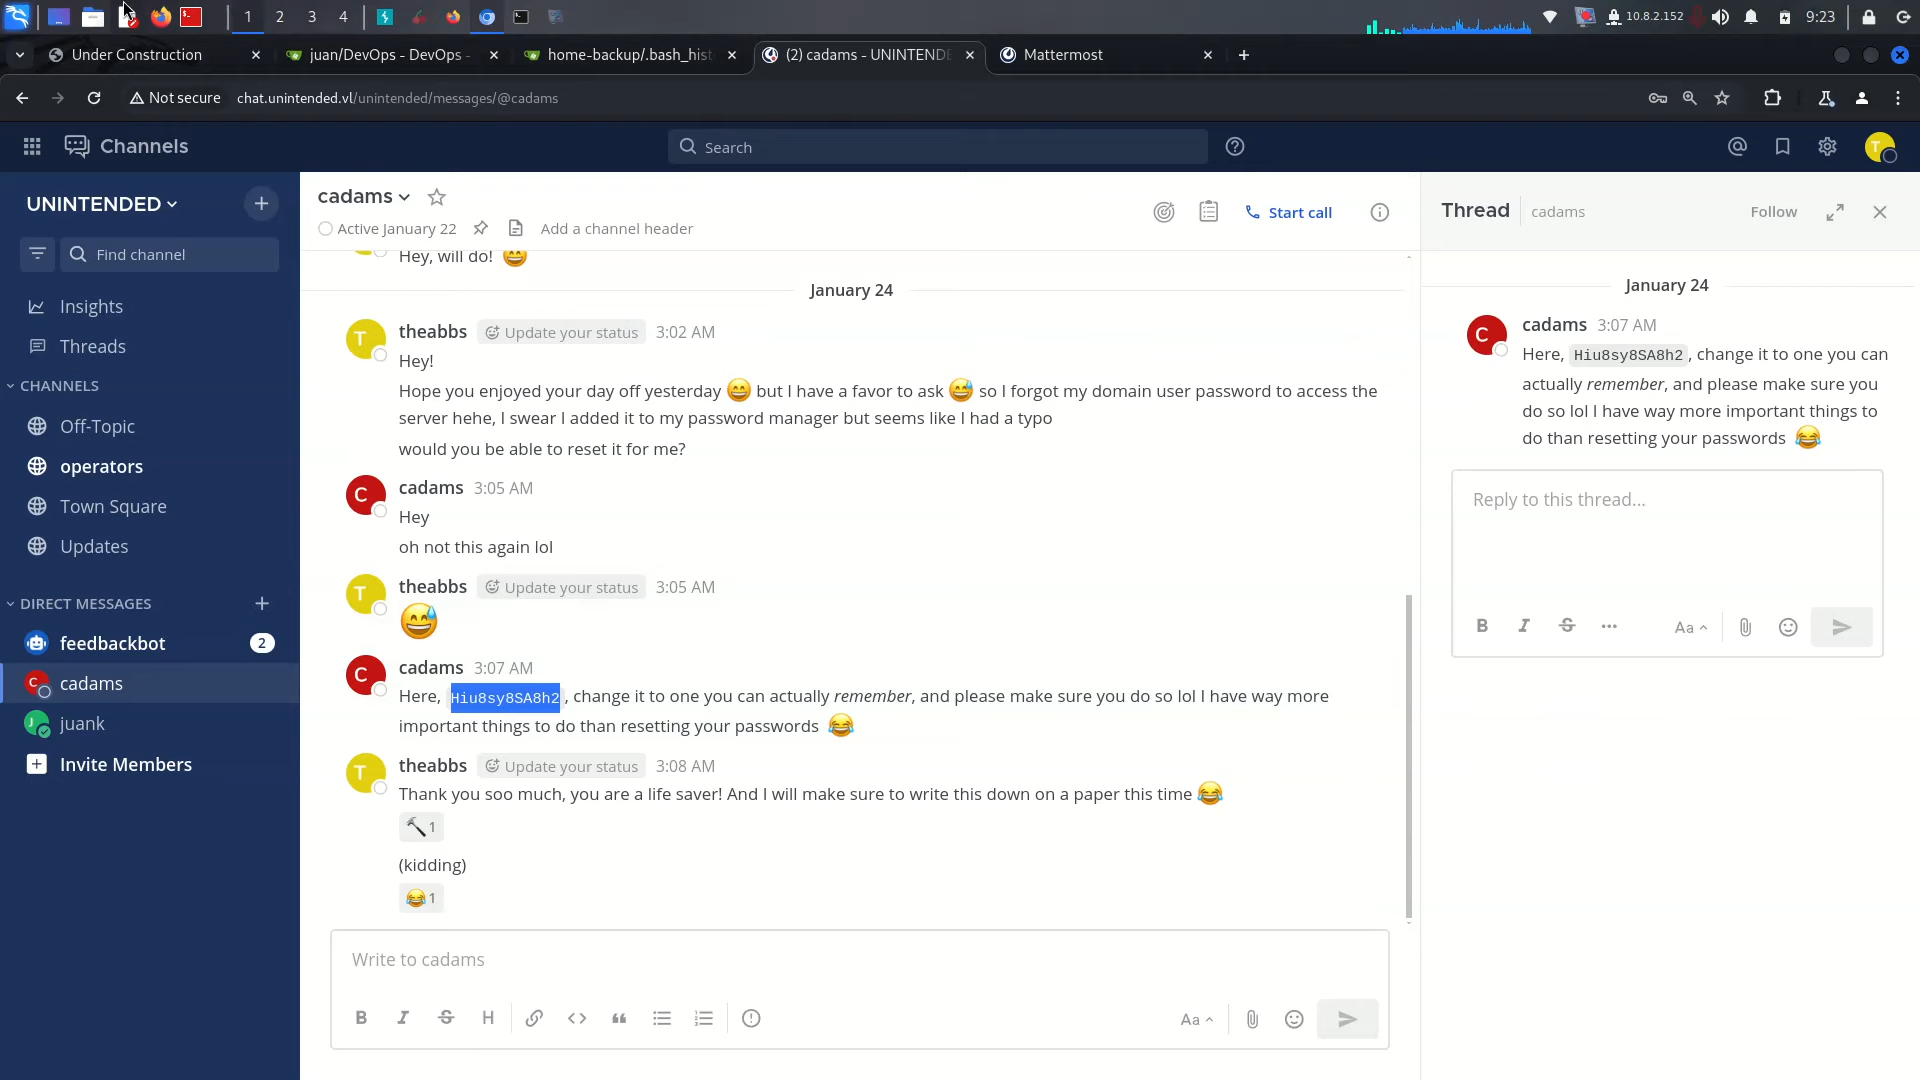 1 2 3 4 10.8.2.152 9:23
Under Construction
juan/DevOps - DevOps -
home-backup/.bash_hist
(2) cadams - UNINTENDE
Mattermost
Not secure chat.unintended.vl/unintended/messages/@cadams
Channels
Search
T
UNINTENDED
Find channel
Insights
Threads
CHANNELS
Off-Topic
operators
Town Square
Updates
DIRECT MESSAGES
feedbackbot 2
C cadams
J juank
Invite Members
cadams
Active January 22 Add a channel header
Start call
Hey, will do!
January 24
T theabbs Update your status 3:02 AM
Hey!
Hope you enjoyed your day off yesterday 😄 but I have a favor to ask 😅 so I forgot my domain user password to access the
server hehe, I swear I added it to my password manager but seems like I had a typo
would you be able to reset it for me?
C cadams 3:05 AM
Hey
oh not this again lol
T theabbs Update your status 3:05 AM
C cadams 3:07 AM
Here, Hiu8sy8SA8h2, change it to one you can actually remember, and please make sure you do so lol I have way more
important things to do than resetting your passwords 😂
T theabbs Update your status 3:08 AM
Thank you soo much, you are a life saver! And I will make sure to write this down on a paper this time 😂
1
(kidding)
1
Write to cadams
B I S H Aa
Thread cadams Follow
January 24
C cadams 3:07 AM
Here, Hiu8sy8SA8h2, change it to one you can
actually remember, and please make sure you
do so lol I have way more important things to
do than resetting your passwords 😂
Reply to this thread...
B I S Aa